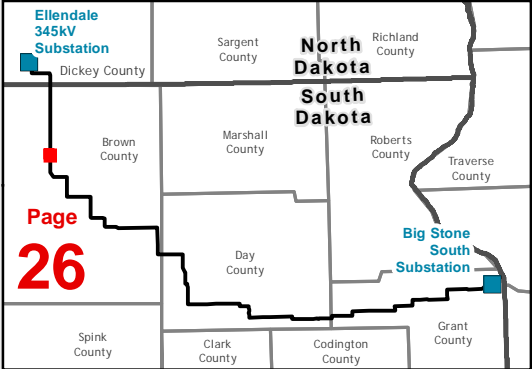 Ellendale
345kV
Substation
Dickey County
Sargent
County
North
Dakota
Richland
County
South
Dakota
Brown
County
Marshall
County
Roberts
County
Traverse
County
Page
26
Day
County
Big Stone
South
Substation
Spink
County
Clark
County
Codington
County
Grant
County